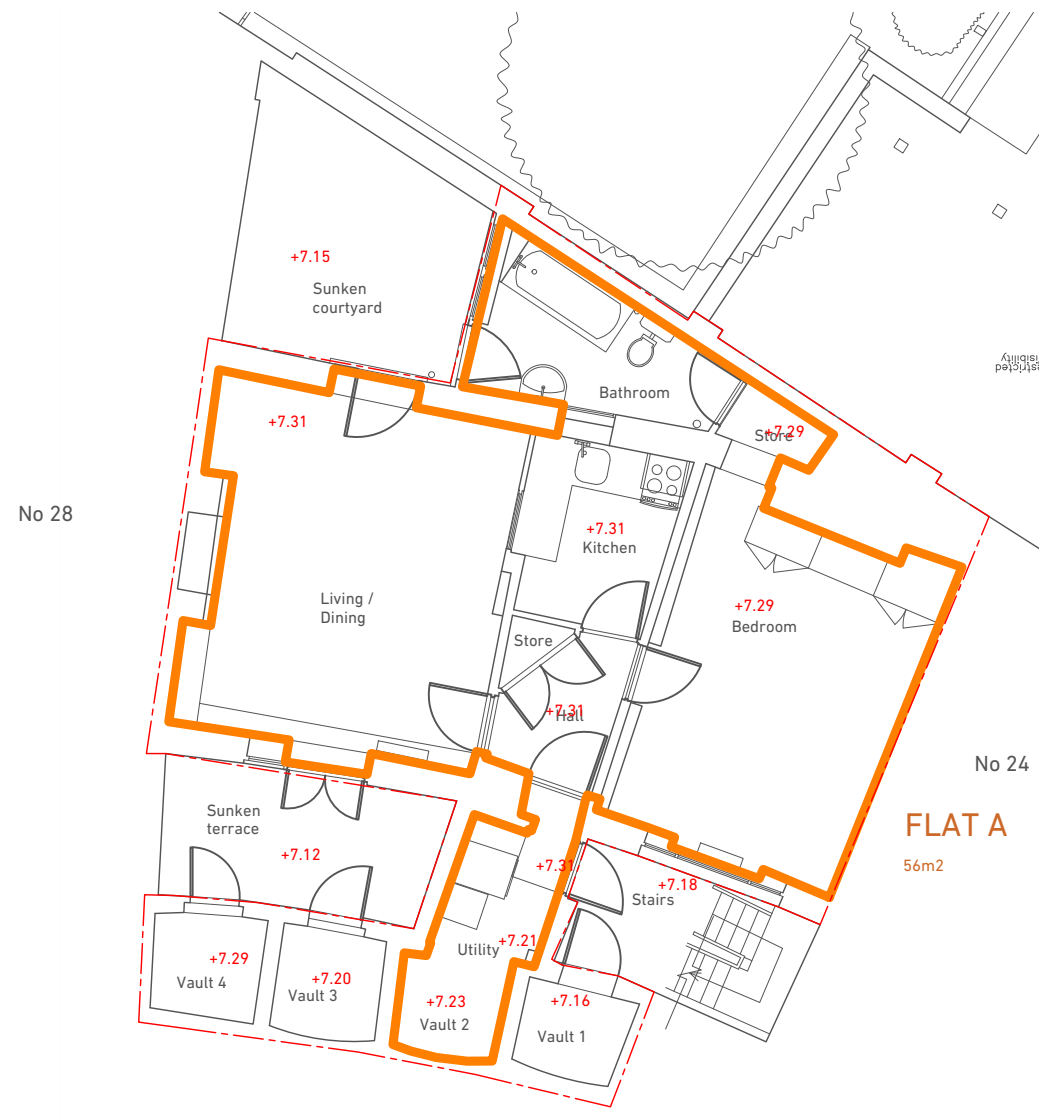 +7.15
Sunken
courtyard
estricted
isibility
Bathroom
+7.31
+7.29
Store
No 28
+7.31
Kitchen
Living /
Dining
+7.29
Bedroom
Store
+7.31
Hall
No 24
Sunken
terrace
FLAT A
+7.12
+7.31
56m2
+7.18
Stairs
+7.21
Utility
+7.29
Vault 4
+7.20
Vault 3
+7.23
Vault 2
+7.16
Vault 1